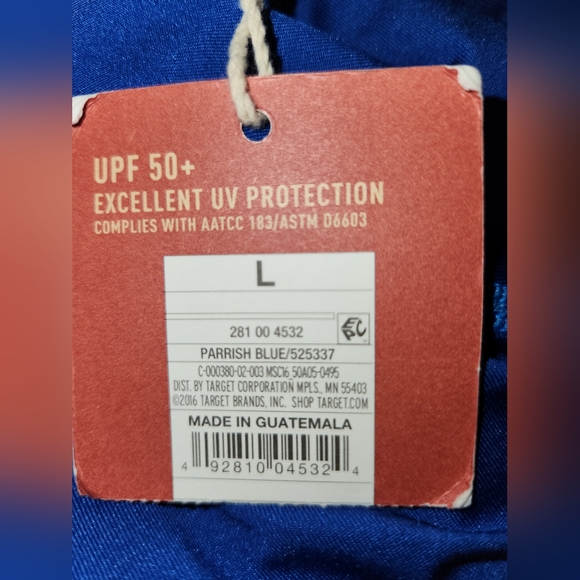 UPF 50+
EXCELLENT UV PROTECTION
COMPLIES WITH AATCC 183/ASTM D6603
L
281 00 4532
EPC
PARRISH BLUE/525337
C-000380-02-003 MSC16_50A05-0495
DIST. BY TARGET CORPORATION MPLS., MN 55403
©2016 TARGET BRANDS, INC. SHOP TARGET.COM
MADE IN GUATEMALA
4 92810 04532 4